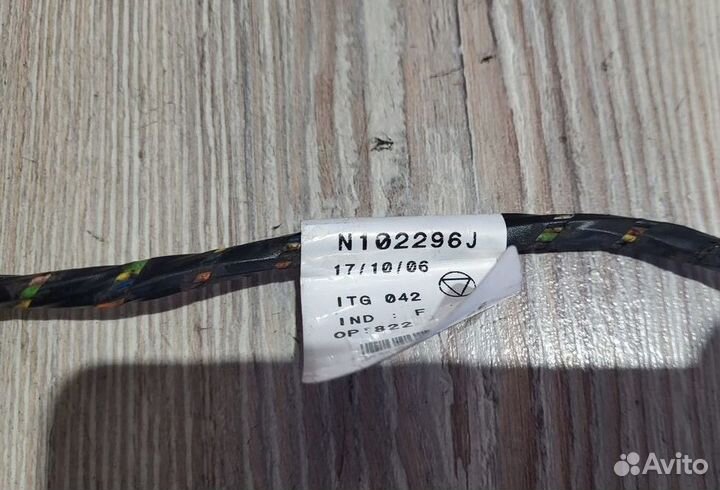 N102296J
17/10/06
ITG 042
IND : F
OP:822
Avito